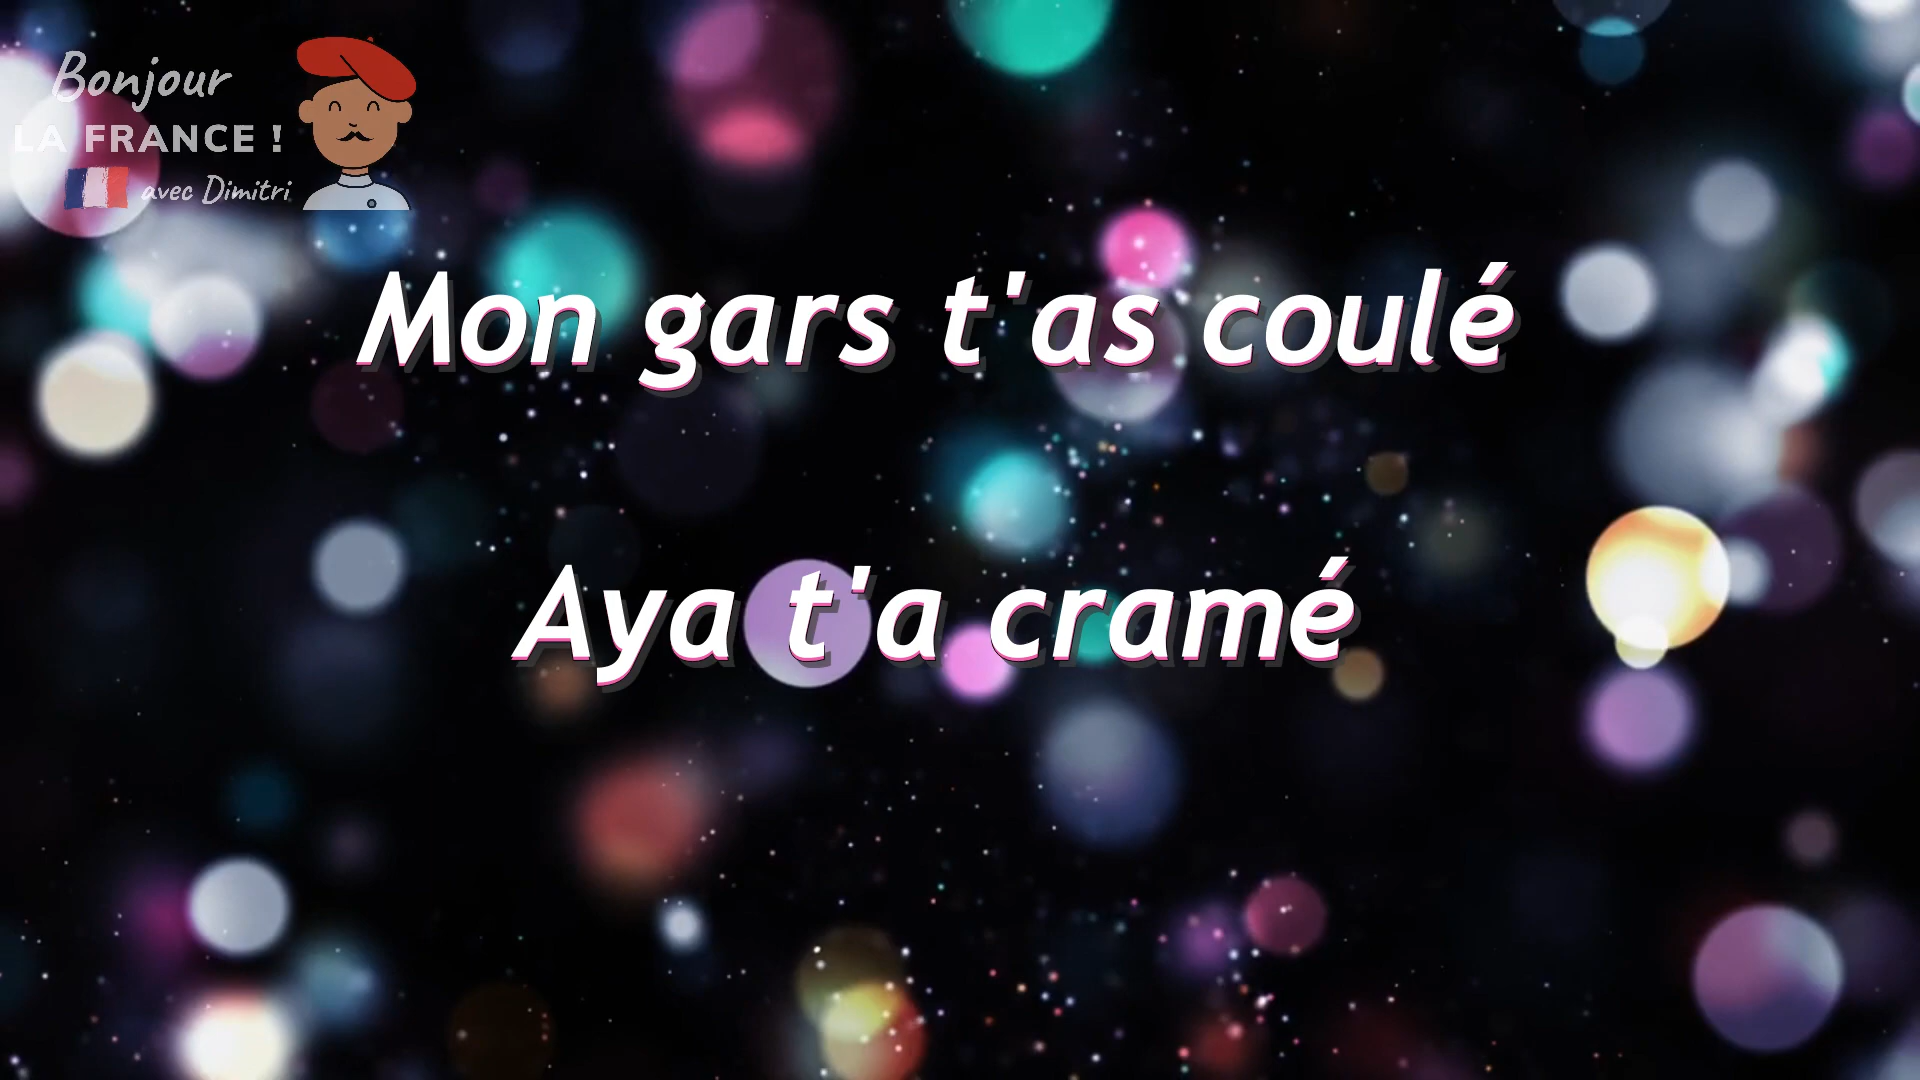 Bonjour
LA FRANCE !
avec Dimitri
Mon gars t'as coulé
Aya t'a cramé